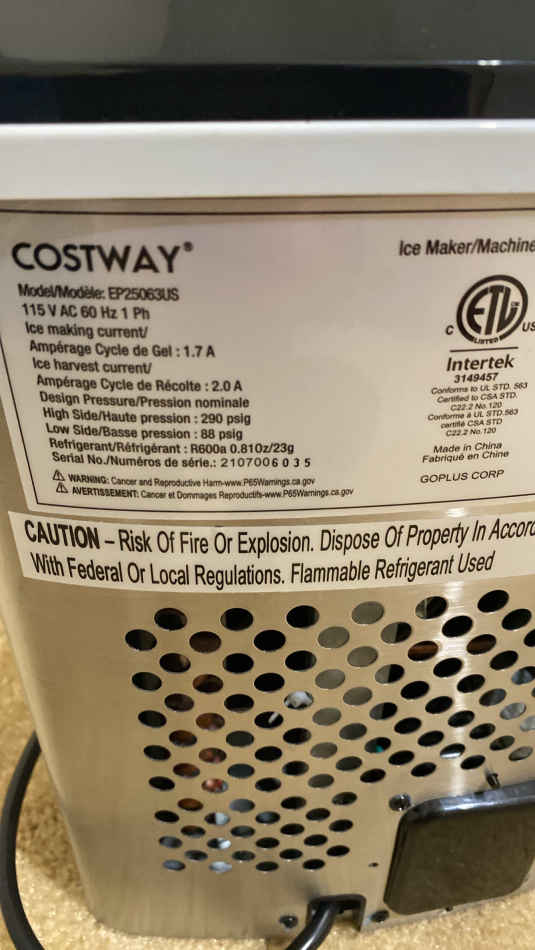 COSTWAY®
Ice Maker/Machine
Model/Modèle: EP25063US
115 V AC 60 Hz 1 Ph
Ice making current/
Ampérage Cycle de Gel : 1.7 A
Ice harvest current/
Ampérage Cycle de Récolte : 2.0 A
Design Pressure/Pression nominale
High Side/Haute pression : 290 psig
Low Side/Basse pression : 88 psig
Refrigerant/Réfrigérant : R600a 0.810z/23g
Serial No./Numéros de série.: 2107006035
WARNING: Cancer and Reproductive Harm-www.P65Warnings.ca.gov
AVERTISSEMENT: Cancer et Dommages Reproductifs-www.P65Warnings.ca.gov
C ETL US
LISTED
Intertek
3149457
Conforms to UL STD. 563
Certified to CSA STD.
C22.2 No.120
Conforme à UL STD.563
certifié CSA STD
C22.2 No.120
Made in China
Fabriqué en Chine
GOPLUS CORP
CAUTION – Risk Of Fire Or Explosion. Dispose Of Property In Accord
With Federal Or Local Regulations. Flammable Refrigerant Used